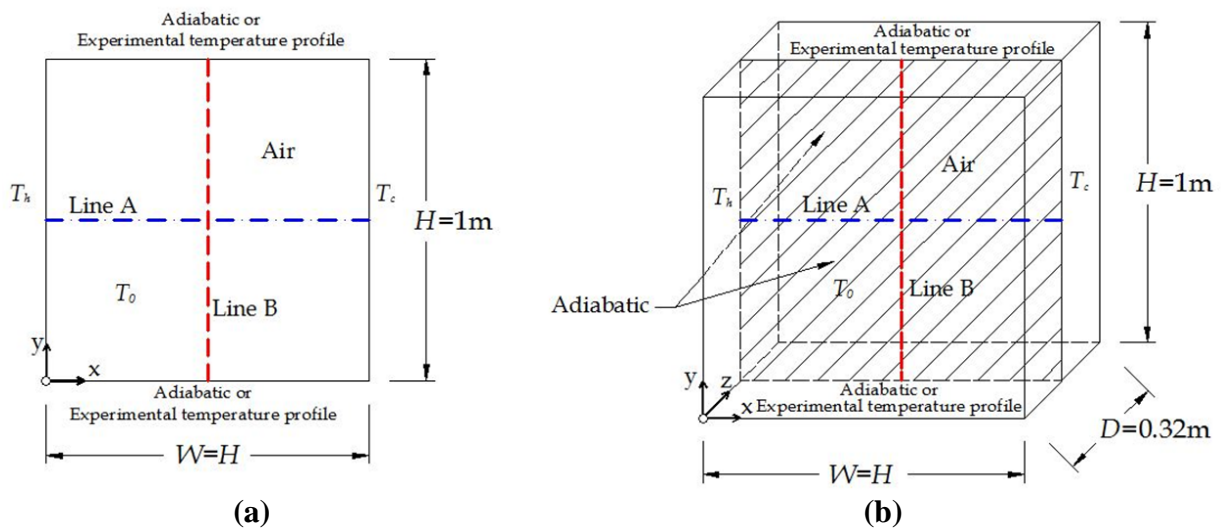 Adiabatic or
Experimental temperature profile
Air
Th
Line A
Tc
H=1m
T0
Line B
y
x
Adiabatic or
Experimental temperature profile
W=H
(a)
Adiabatic or
Experimental temperature profile
Air
Th
Line A
Tc
H=1m
Adiabatic
T0
Line B
y
z
x
Adiabatic or
Experimental temperature profile
D=0.32m
W=H
(b)